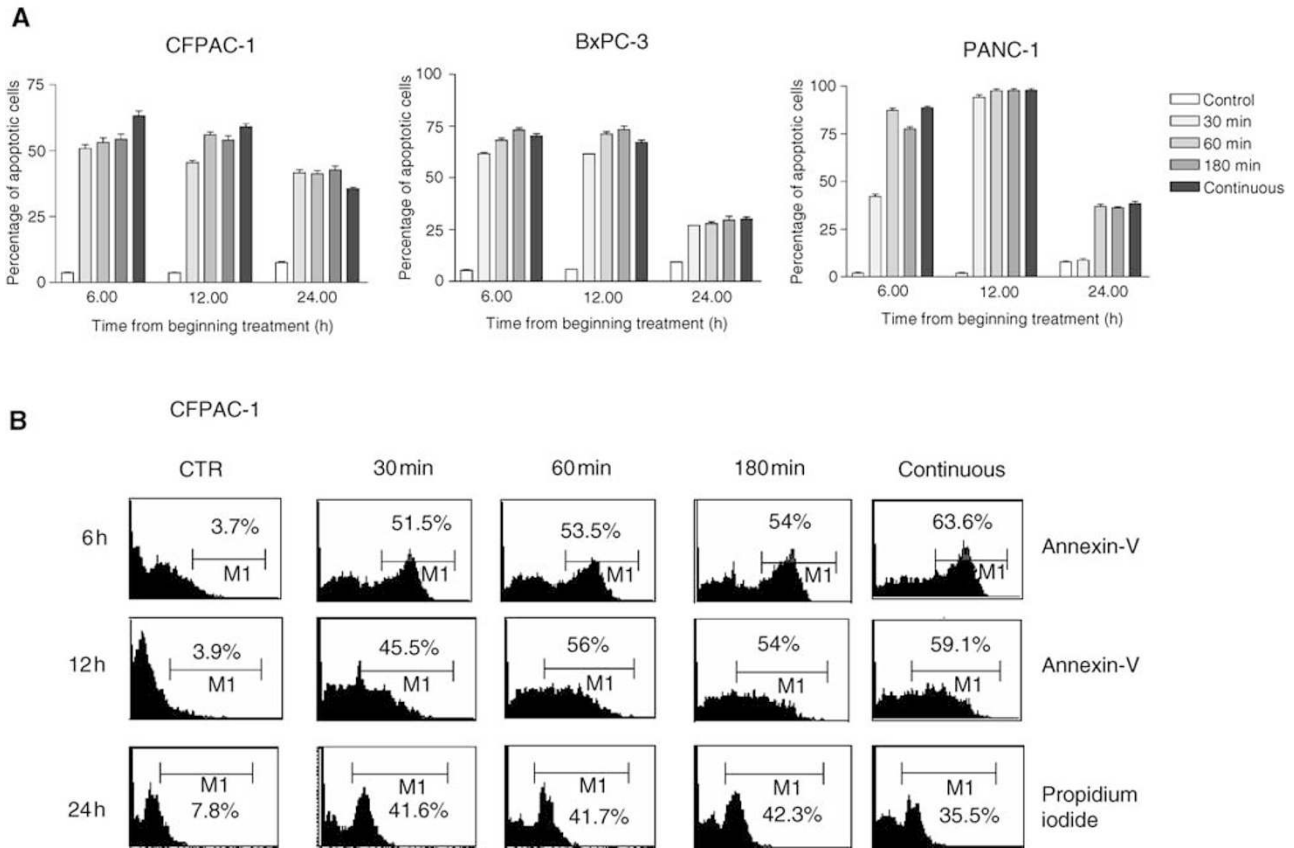 A
CFPAC-1
BxPC-3
PANC-1
Percentage of apoptotic cells
75
50
25
0
6.00 12.00 24.00
Time from beginning treatment (h)
Percentage of apoptotic cells
100
75
50
25
0
6.00 12.00 24.00
Time from beginning treatment (h)
Percentage of apoptotic cells
100
75
50
25
0
6.00 12.00 24.00
Time from beginning treatment (h)
Control
30 min
60 min
180 min
Continuous
B
CFPAC-1
CTR 30 min 60 min 180 min Continuous
6 h
3.7% 51.5% 53.5% 54% 63.6%
M1 M1 M1 M1 M1
Annexin-V
12 h
3.9% 45.5% 56% 54% 59.1%
M1 M1 M1 M1 M1
Annexin-V
24 h
M1 M1 M1 M1 M1
7.8% 41.6% 41.7% 42.3% 35.5%
Propidium
iodide